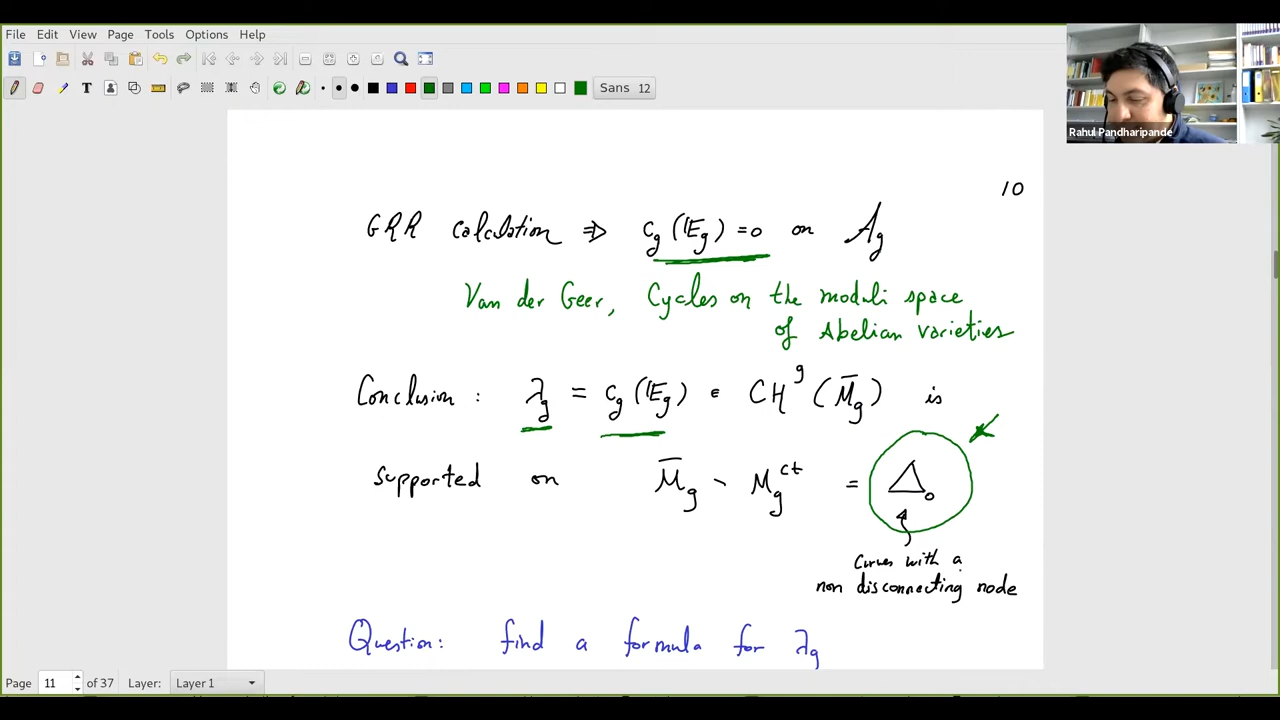 File Edit View Page Tools Options Help
Sans 12
Rahul Pandharipande
10
GRR calculation ⇒ c_g (𝔼_g) = 0 on 𝒜_g
Van der Geer, Cycles on the moduli space
of Abelian varieties
Conclusion : λ_g = c_g (𝔼_g) ∈ CH^g (M̄_g) is
supported on M̄_g ∖ M_g^ct = Δ_0
Curves with a
non disconnecting node
Question: find a formula for λ_g
Page 11 of 37 Layer: Layer 1